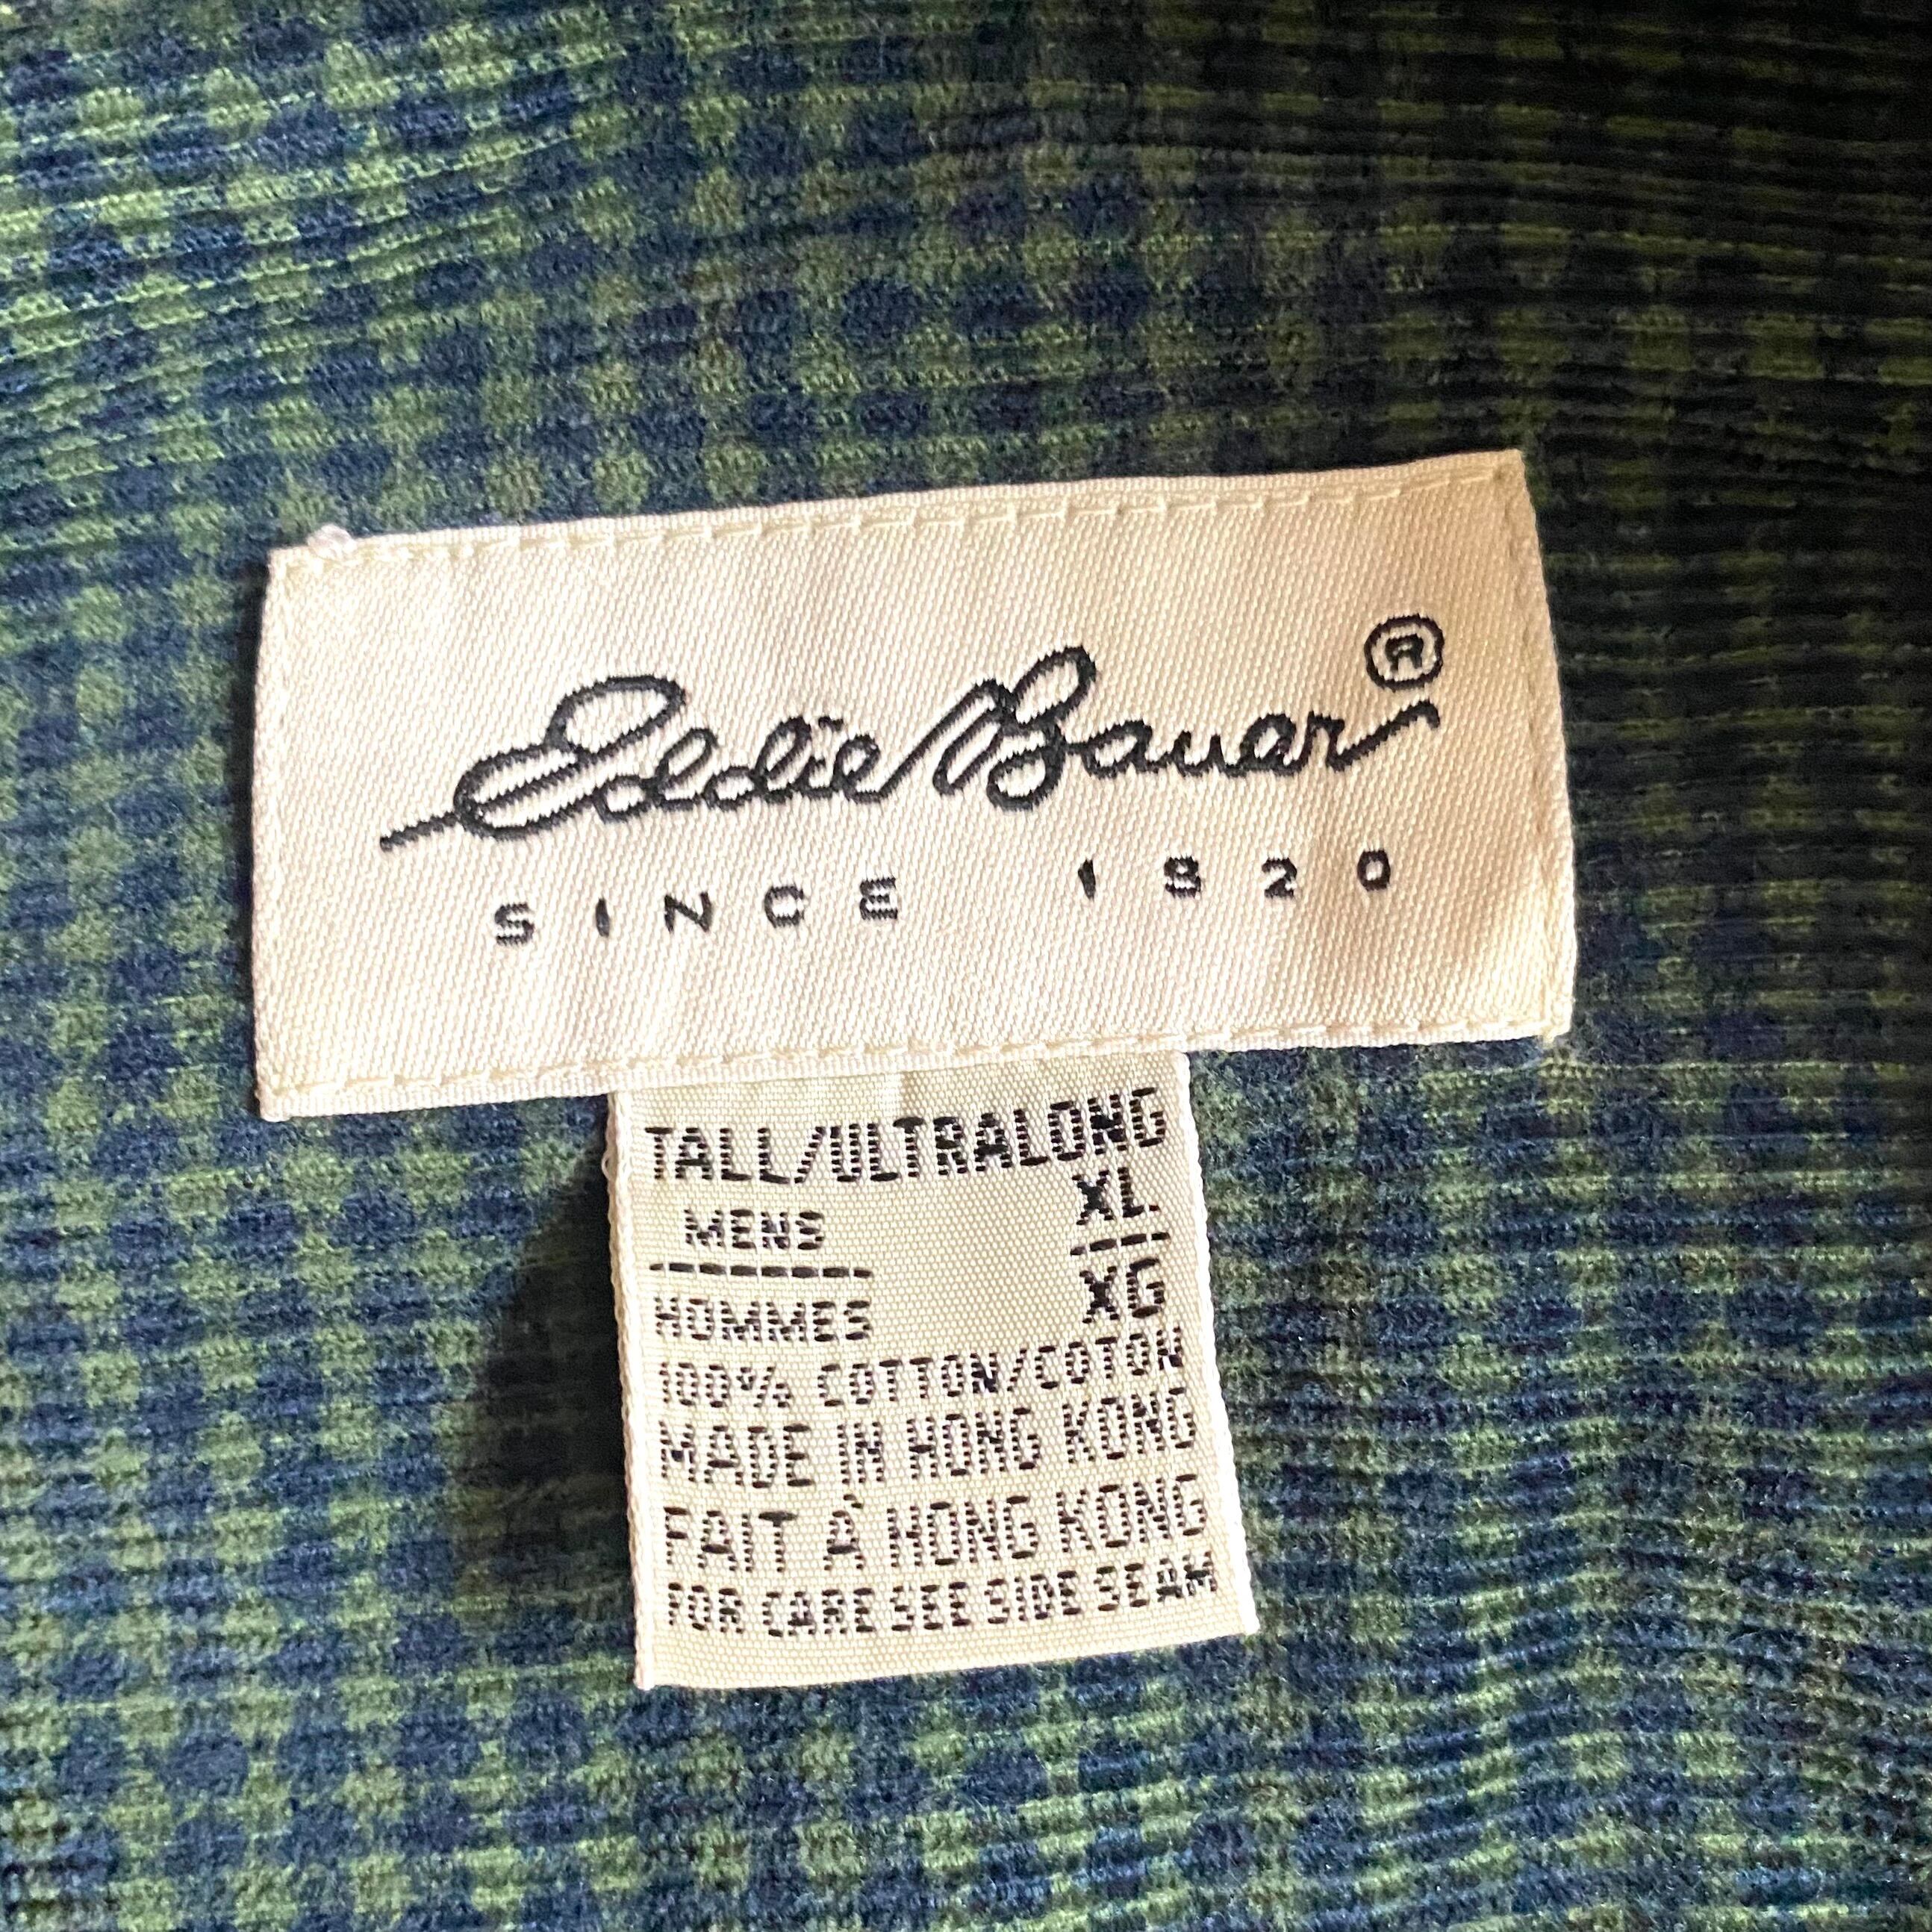 Eddie Bauer®
SINCE 1920
TALL/ULTRALONG
MENS XL
HOMMES XG
100% COTTON/COTON
MADE IN HONG KONG
FAIT À HONG KONG
FOR CARE SEE SIDE SEAM